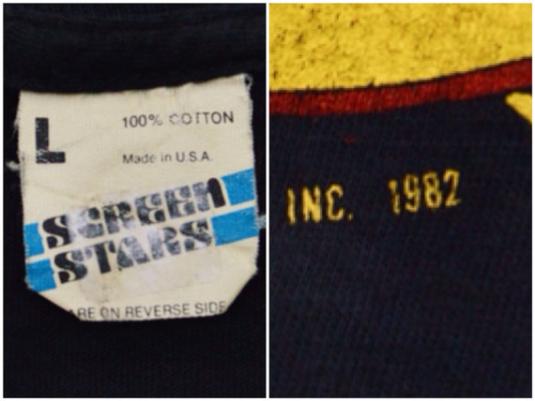 L
100% COTTON
Made in U.S.A.
SCREEN
STARS
ARE ON REVERSE SIDE
INC. 1982